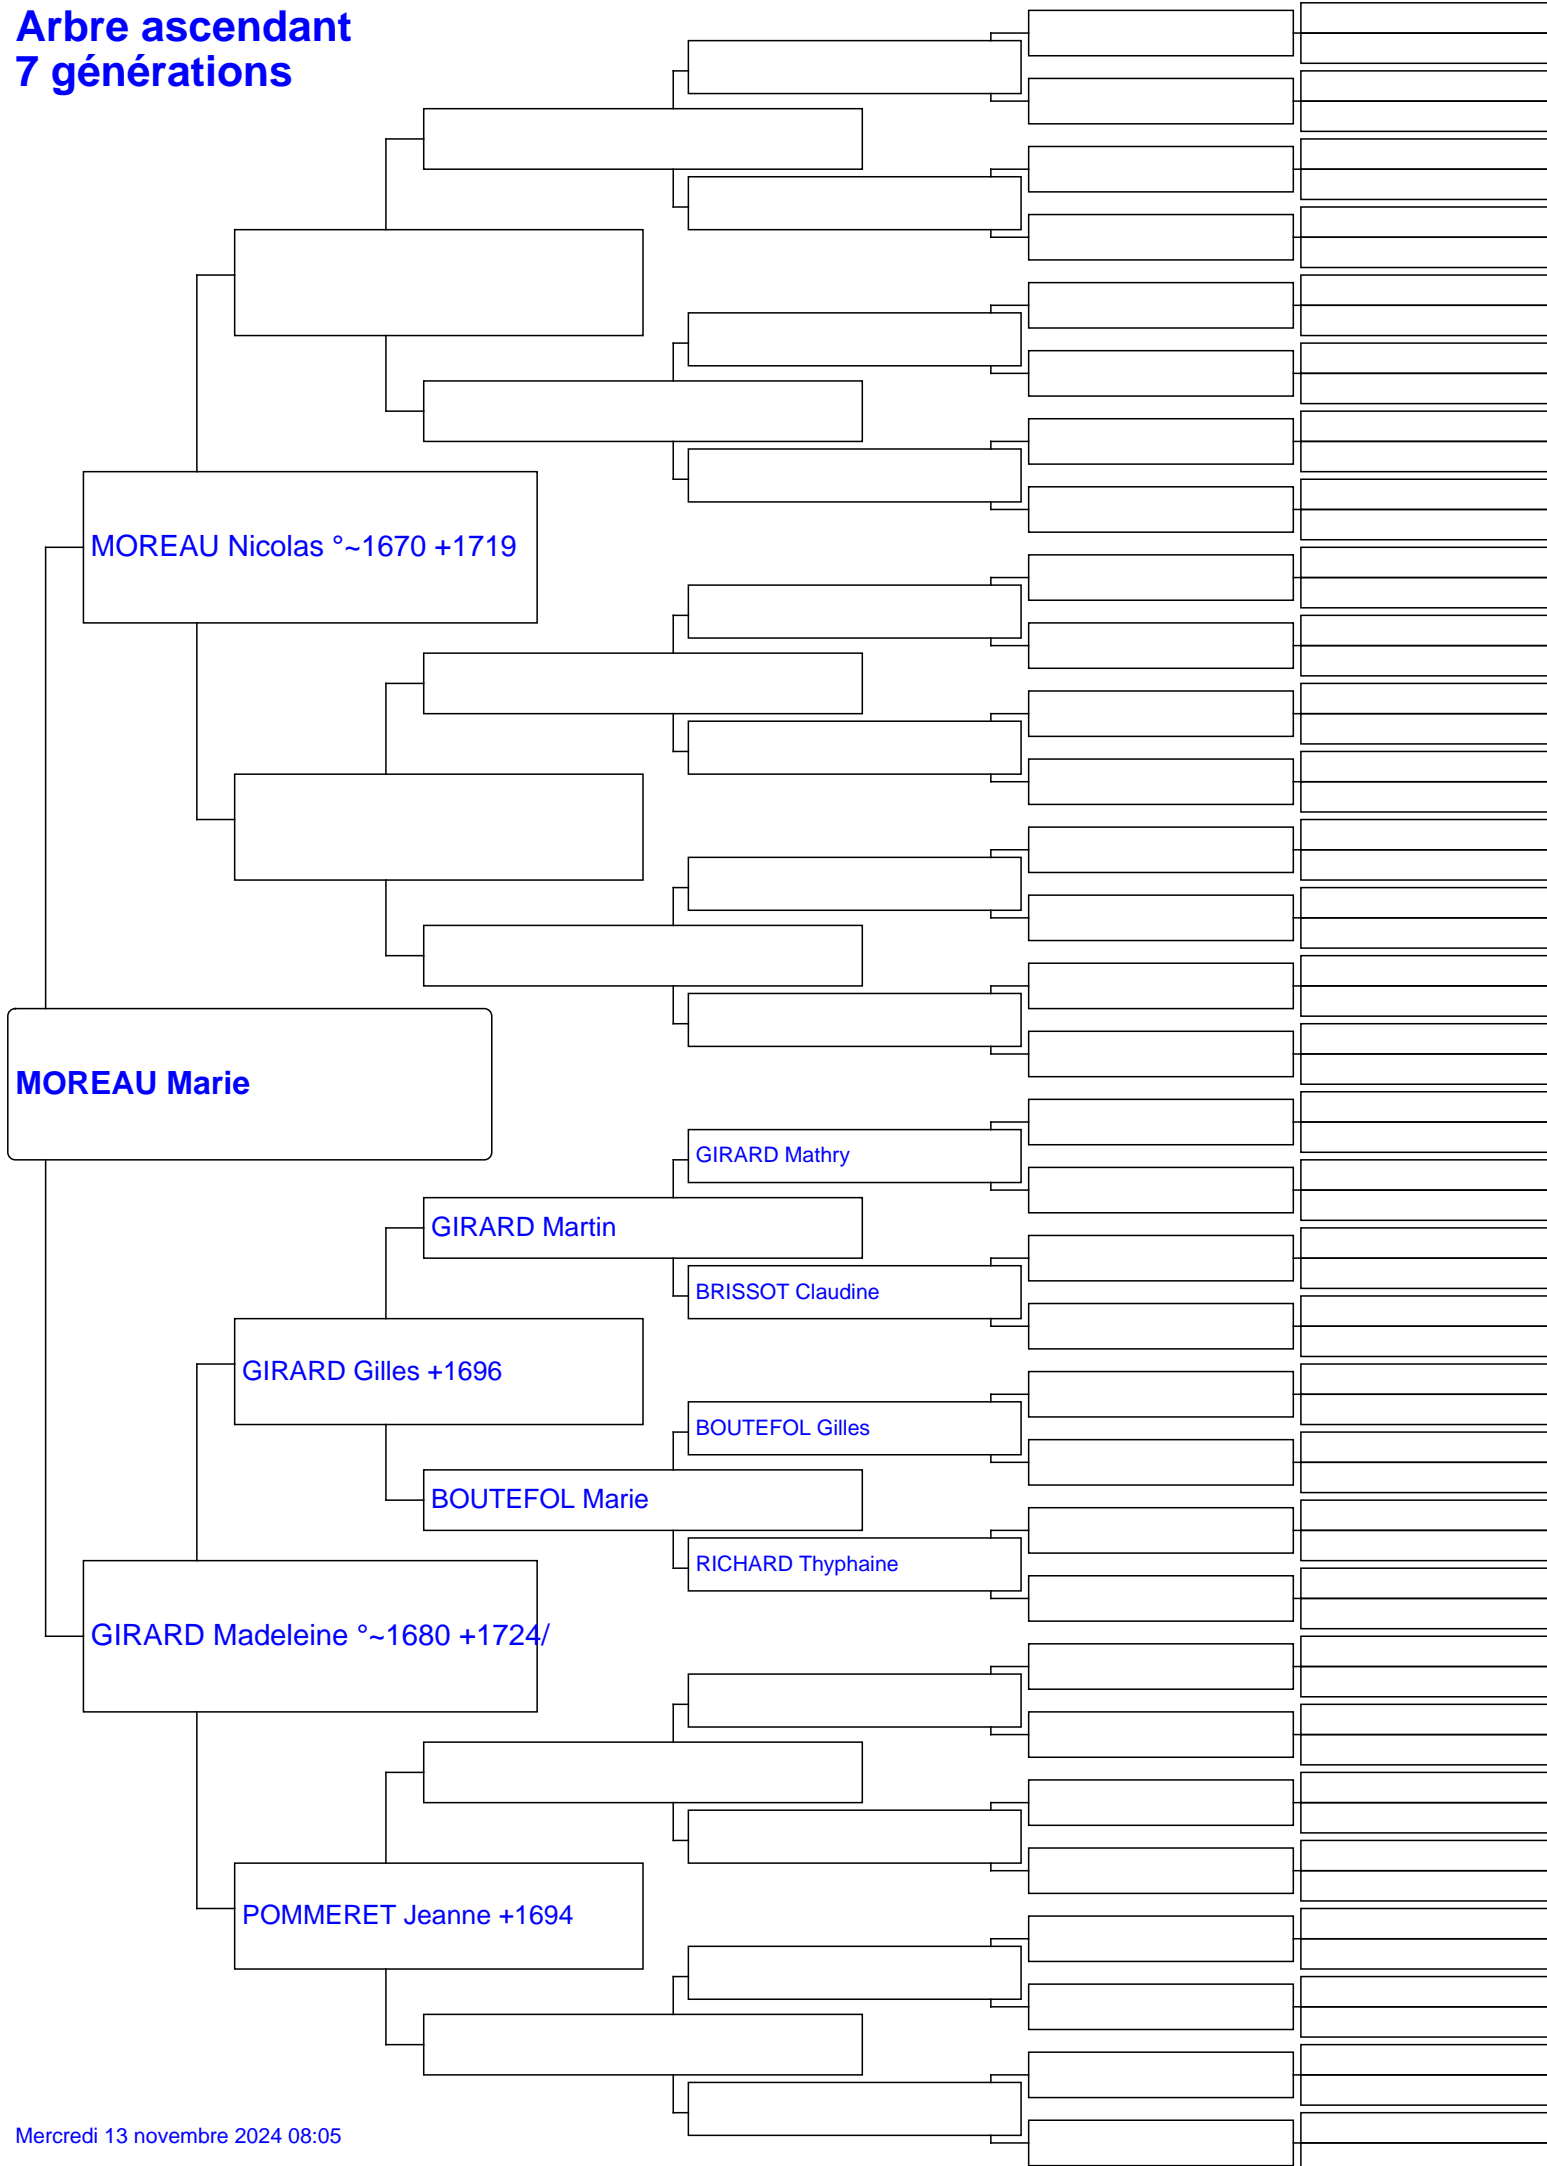 Arbre ascendant
7 générations
MOREAU Nicolas °~1670 +1719
MOREAU Marie
GIRARD Mathry
GIRARD Martin
BRISSOT Claudine
GIRARD Gilles +1696
BOUTEFOL Gilles
BOUTEFOL Marie
RICHARD Thyphaine
GIRARD Madeleine °~1680 +1724/
POMMERET Jeanne +1694
Mercredi 13 novembre 2024 08:05